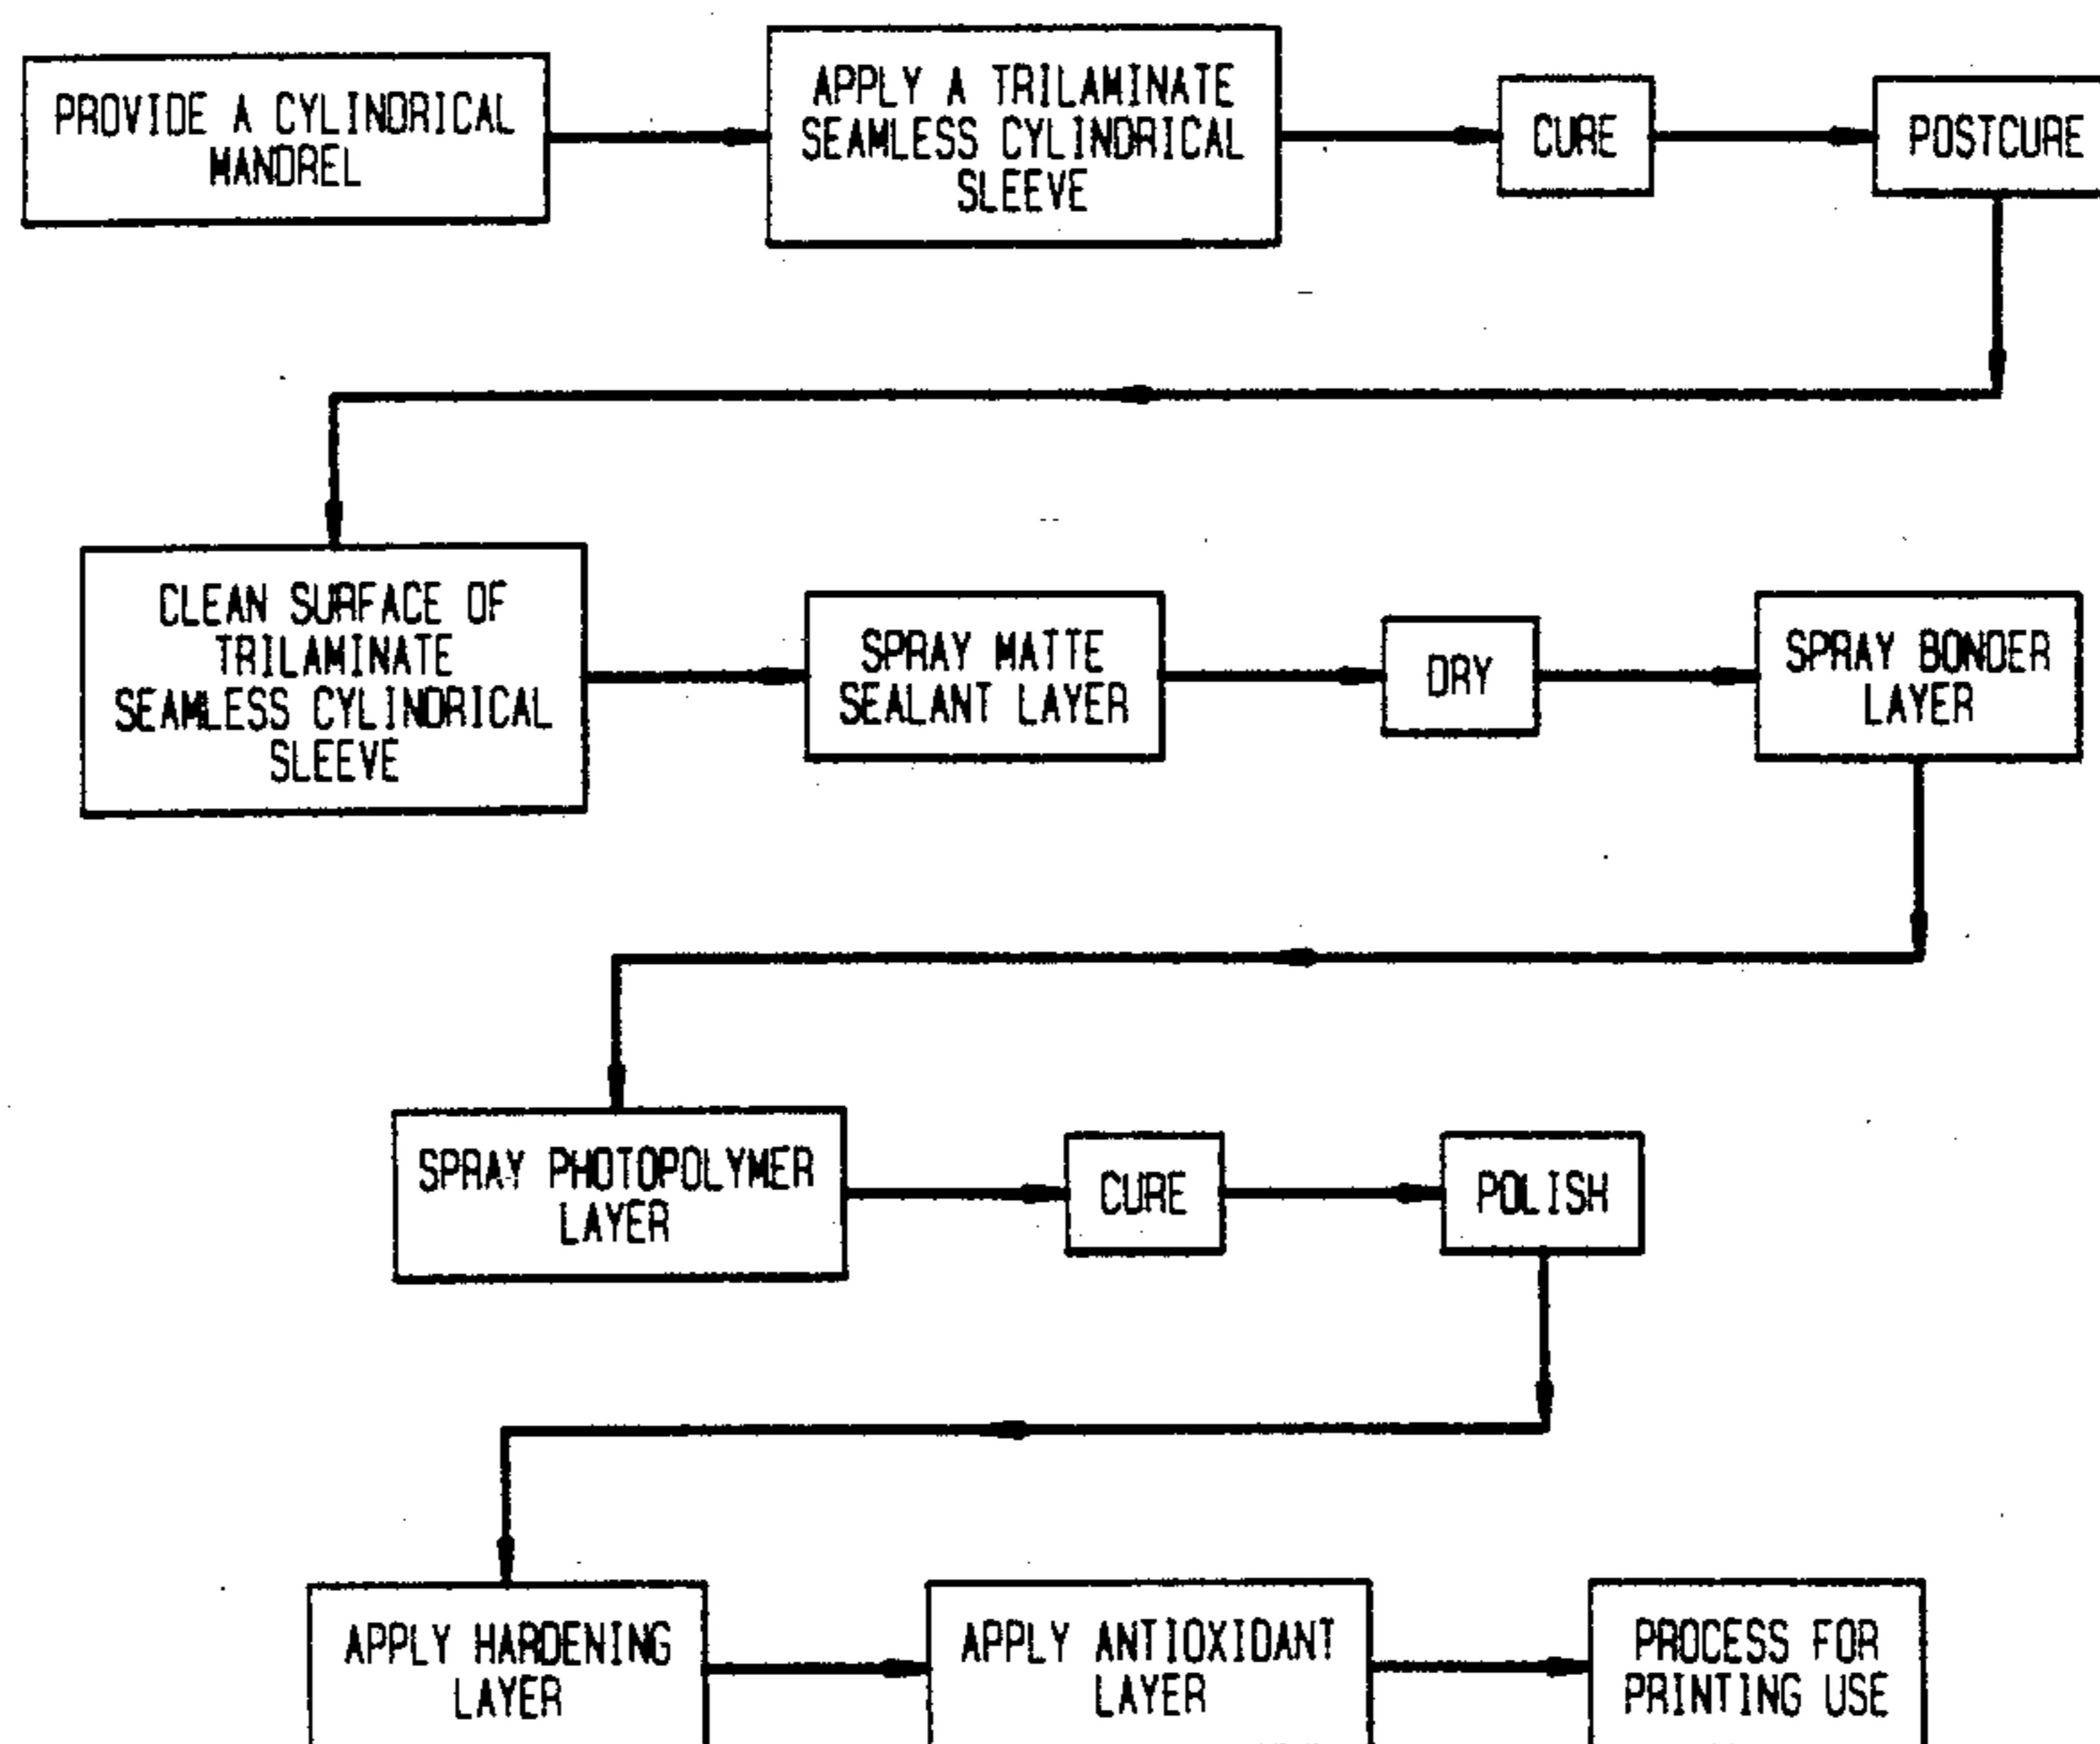 PROVIDE A CYLINDRICAL
MANDREL
APPLY A TRILAMINATE
SEAMLESS CYLINDRICAL
SLEEVE
CURE
POSTCURE
CLEAN SURFACE OF
TRILAMINATE
SEAMLESS CYLINDRICAL
SLEEVE
SPRAY MATTE
SEALANT LAYER
DRY
SPRAY BONDER
LAYER
SPRAY PHOTOPOLYMER
LAYER
CURE
POLISH
APPLY HARDENING
LAYER
APPLY ANTIOXIDANT
LAYER
PROCESS FOR
PRINTING USE